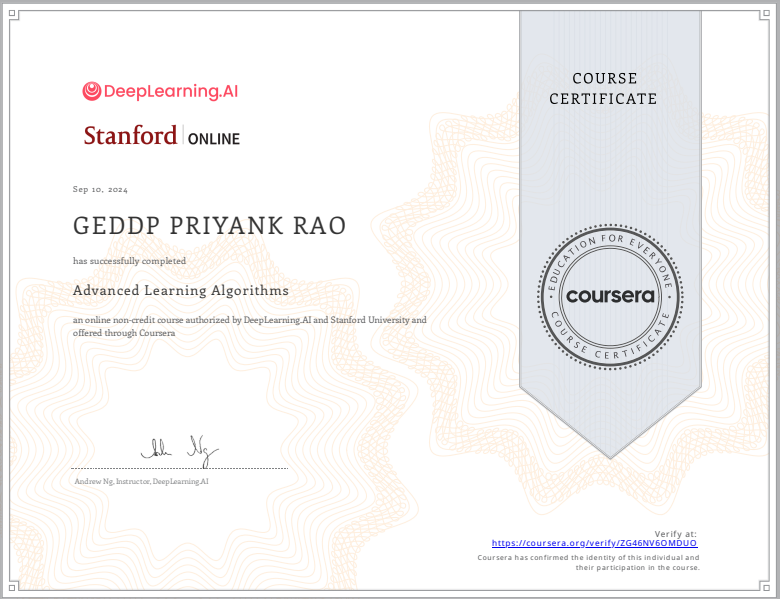 DeepLearning.AI
Stanford ONLINE
COURSE
CERTIFICATE
Sep 10, 2024
GEDDP PRIYANK RAO
has successfully completed
Advanced Learning Algorithms
an online non-credit course authorized by DeepLearning.AI and Stanford University and
offered through Coursera
EDUCATION FOR EVERYONE
coursera
COURSE CERTIFICATE
Andrew Ng, Instructor, DeepLearning.AI
Verify at:
https://coursera.org/verify/ZG46NV6OMDUO
Coursera has confirmed the identity of this individual and
their participation in the course.